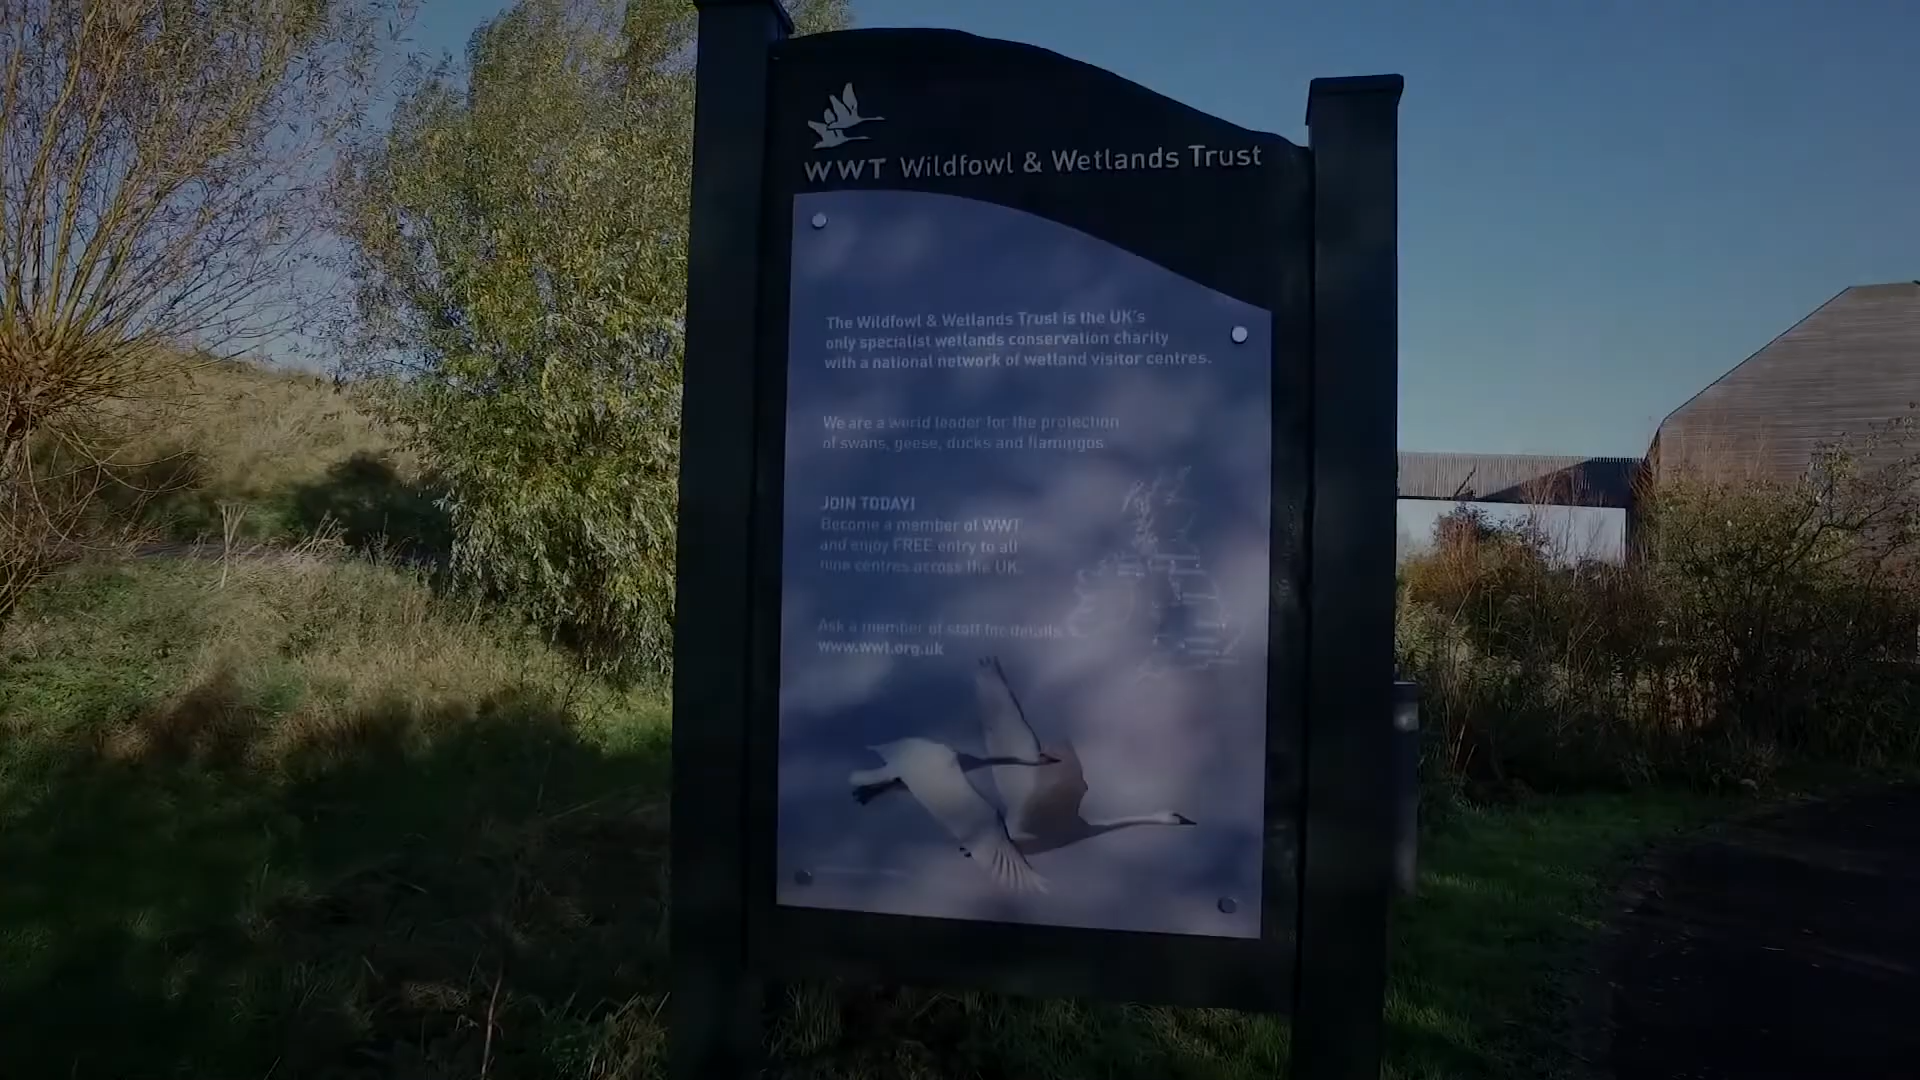 WWT Wildfowl & Wetlands Trust
The Wildfowl & Wetlands Trust is the UK's
only specialist wetlands conservation charity
with a national network of wetland visitor centres.
We are a world leader for the protection
of swans, geese, ducks and flamingos.
JOIN TODAY!
Become a member of WWT
and enjoy FREE entry to all
nine centres across the UK.
Ask a member of staff for details.
www.wwt.org.uk